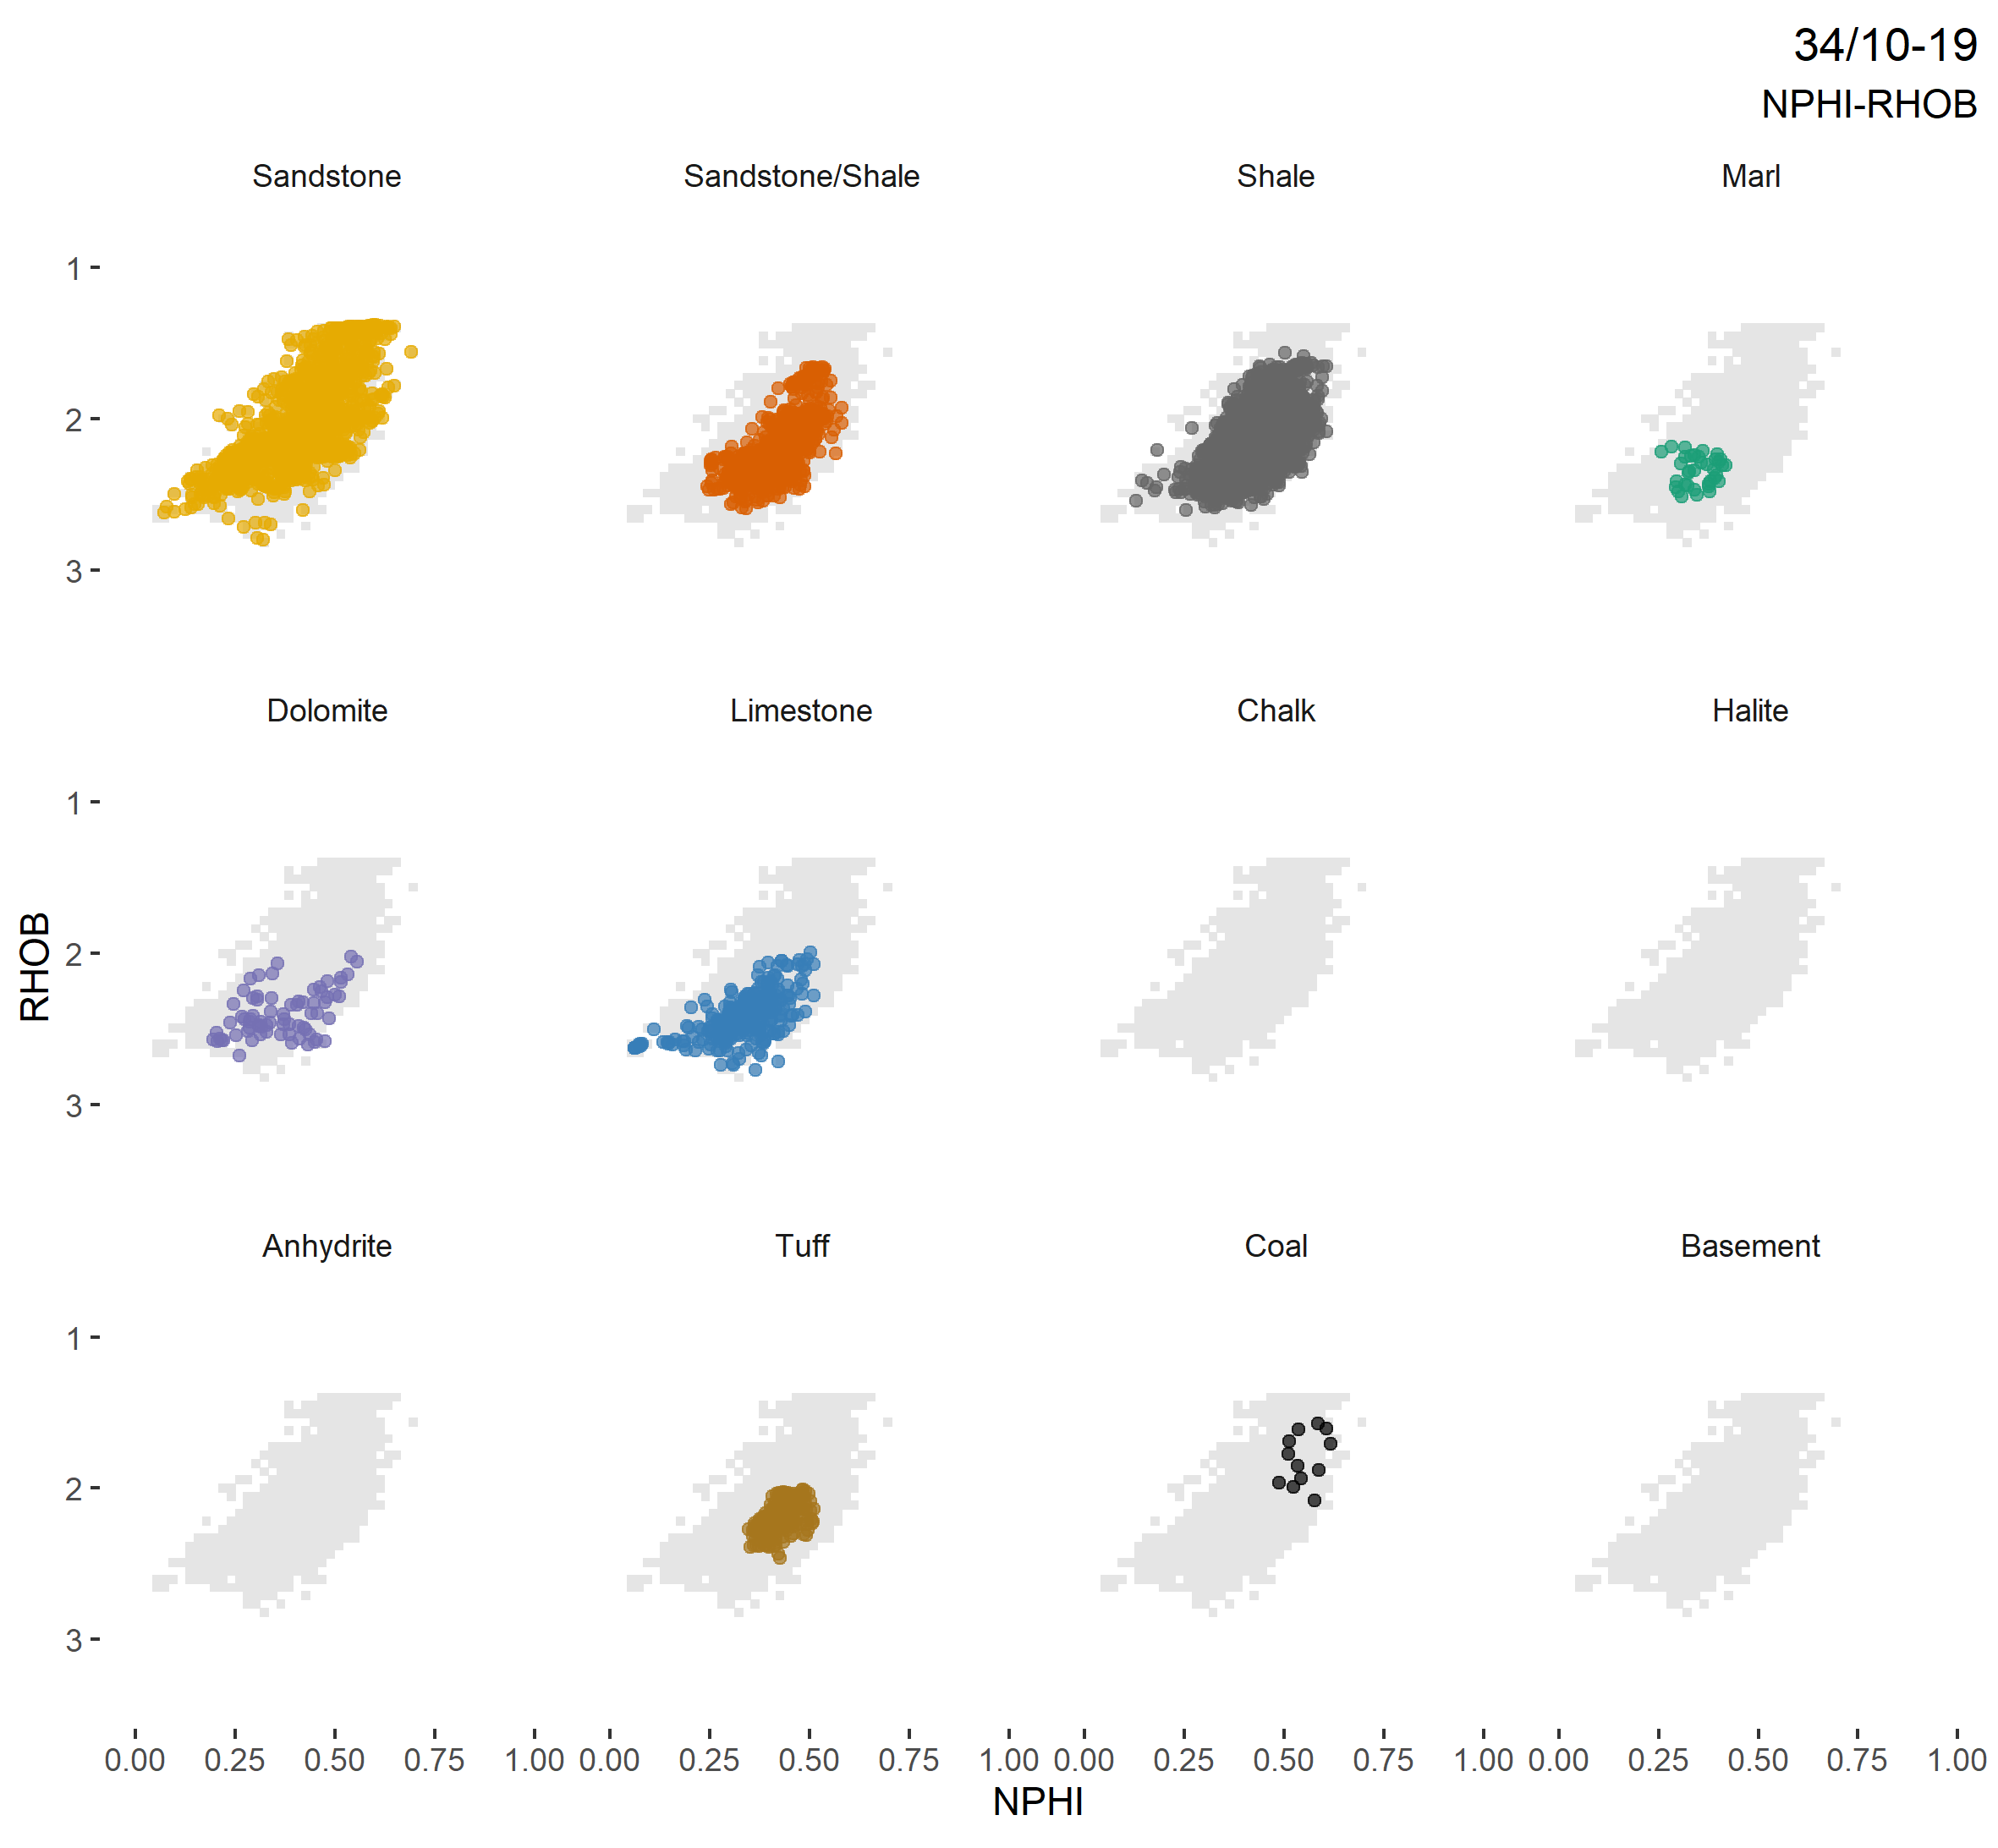 34/10-19
NPHI-RHOB
Sandstone Sandstone/Shale Shale Marl
1
2
3
Dolomite Limestone Chalk Halite
1
2
3
RHOB
Anhydrite Tuff Coal Basement
1
2
3
0.00 0.25 0.50 0.75 1.00 0.00 0.25 0.50 0.75 1.00 0.00 0.25 0.50 0.75 1.00 0.00 0.25 0.50 0.75 1.00
NPHI